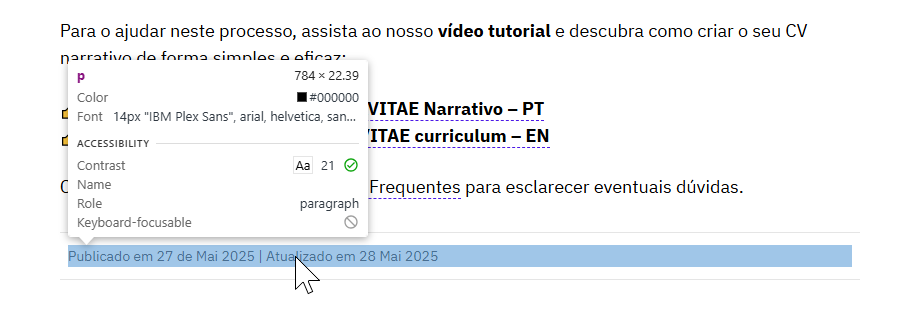 Para o ajudar neste processo, assista ao nosso vídeo tutorial e descubra como criar o seu CV
narrativo de forma simples e eficaz:
p 784 × 22.39
Color #000000
Font 14px "IBM Plex Sans", arial, helvetica, san...
ACCESSIBILITY
Contrast Aa 21
Name
Role paragraph
Keyboard-focusable
VITAE Narrativo – PT
VITAE curriculum – EN
Frequentes para esclarecer eventuais dúvidas.
Publicado em 27 de Mai 2025 | Atualizado em 28 Mai 2025